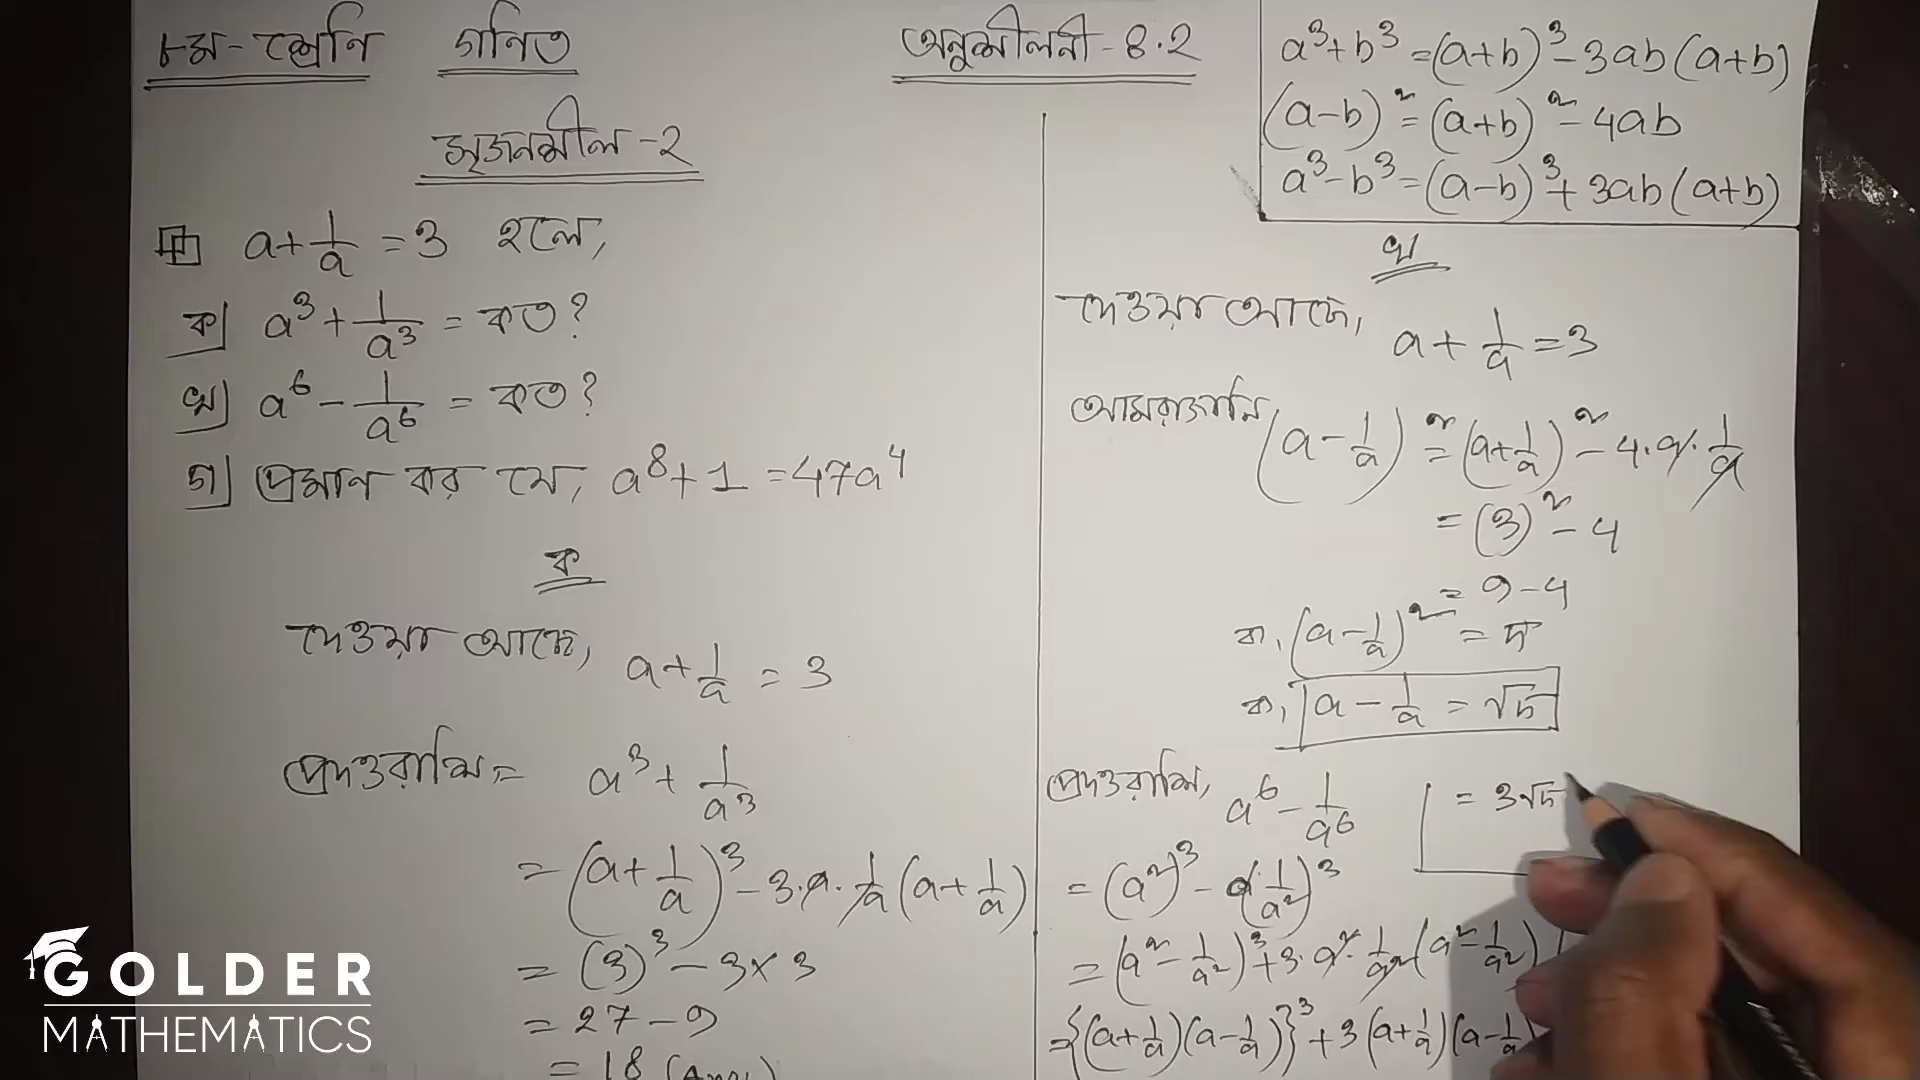 ৮ম-শ্রেণি গনিত
অনুশীলনী-৪.২
সৃজনশীল-২
a+1/a=3 হলে,
ক) a³+1/a³ = কত?
খ) a⁶-1/a⁶ = কত?
গ) প্রমান কর যে, a⁸+1=47a⁴
ক
দেওয়া আছে, a+1/a = 3
প্রদত্তরাশি= a³+1/a³
= (a+1/a)³-3.a.1/a(a+1/a)
= (3)³-3×3
= 27-9
= 18 (Ans:)
a³+b³=(a+b)³-3ab(a+b)
(a-b)²=(a+b)²-4ab
a³-b³=(a-b)³+3ab(a+b)
খ
দেওয়া আছে, a+1/a=3
আমরা জানি, (a-1/a)²=(a+1/a)²-4.a.1/a
= (3)²-4
= 9-4
বা, (a-1/a)² = 5
বা, a-1/a = √5
প্রদত্তরাশি, a⁶-1/a⁶
= (a²)³-(1/a²)³
= (a²-1/a²)³+3.a².1/a²(a²-1/a²)
={(a+1/a)(a-1/a)}³+3(a+1/a)(a-1/a)
= 3√5
GOLDER
MATHEMATICS